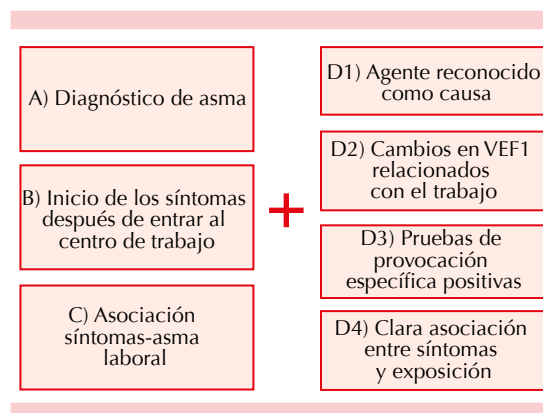 A) Diagnóstico de asma
B) Inicio de los síntomas
después de entrar al
centro de trabajo
C) Asociación
síntomas-asma
laboral
+
D1) Agente reconocido
como causa
D2) Cambios en VEF1
relacionados
con el trabajo
D3) Pruebas de
provocación
específica positivas
D4) Clara asociación
entre síntomas
y exposición